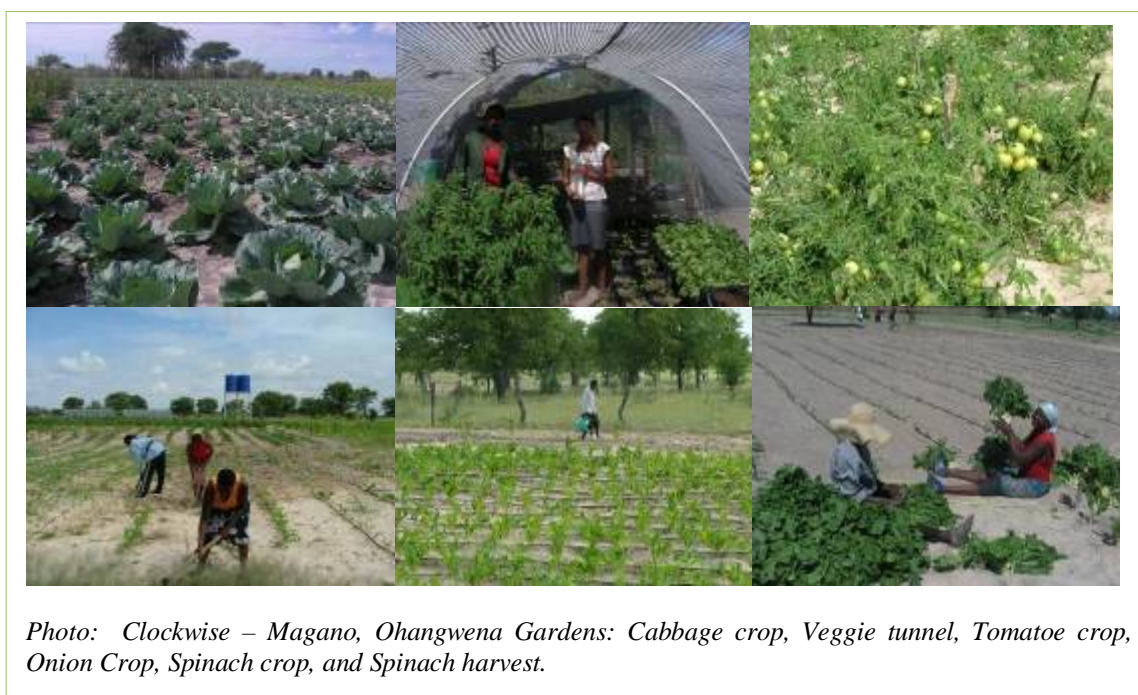 Photo: Clockwise – Magano, Ohangwena Gardens: Cabbage crop, Veggie tunnel, Tomatoe crop,
Onion Crop, Spinach crop, and Spinach harvest.